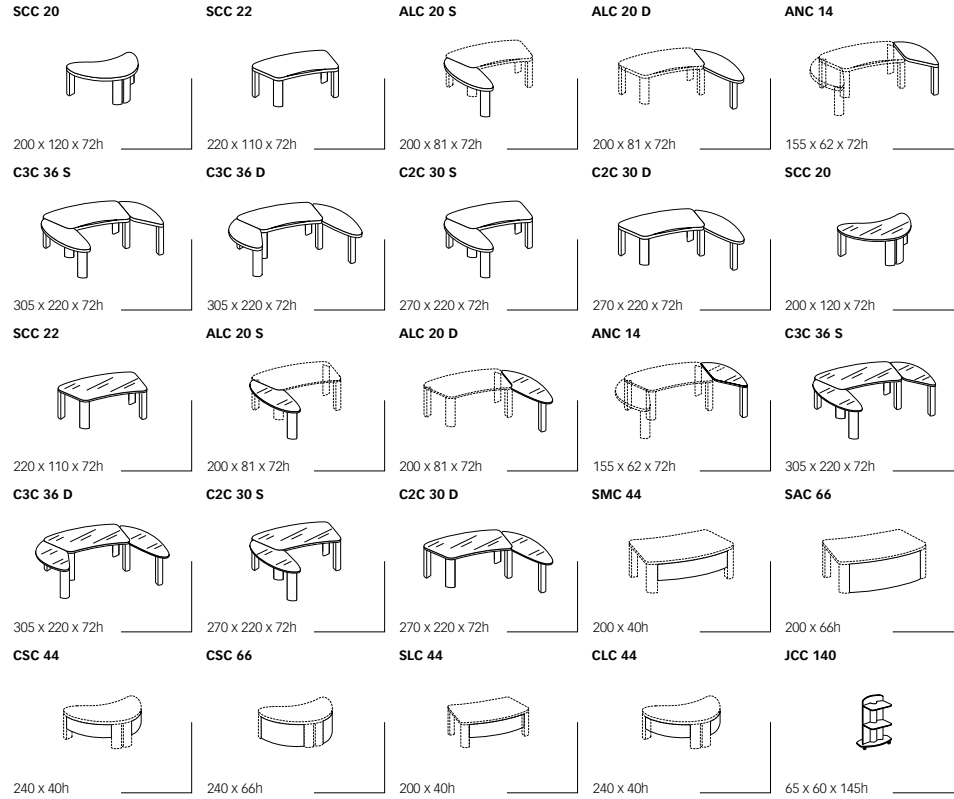 SCC 20 SCC 22 ALC 20 S ALC 20 D ANC 14
200 x 120 x 72h 220 x 110 x 72h 200 x 81 x 72h 200 x 81 x 72h 155 x 62 x 72h
C3C 36 S C3C 36 D C2C 30 S C2C 30 D SCC 20
305 x 220 x 72h 305 x 220 x 72h 270 x 220 x 72h 270 x 220 x 72h 200 x 120 x 72h
SCC 22 ALC 20 S ALC 20 D ANC 14 C3C 36 S
220 x 110 x 72h 200 x 81 x 72h 200 x 81 x 72h 155 x 62 x 72h 305 x 220 x 72h
C3C 36 D C2C 30 S C2C 30 D SMC 44 SAC 66
305 x 220 x 72h 270 x 220 x 72h 270 x 220 x 72h 200 x 40h 200 x 66h
CSC 44 CSC 66 SLC 44 CLC 44 JCC 140
240 x 40h 240 x 66h 200 x 40h 240 x 40h 65 x 60 x 145h